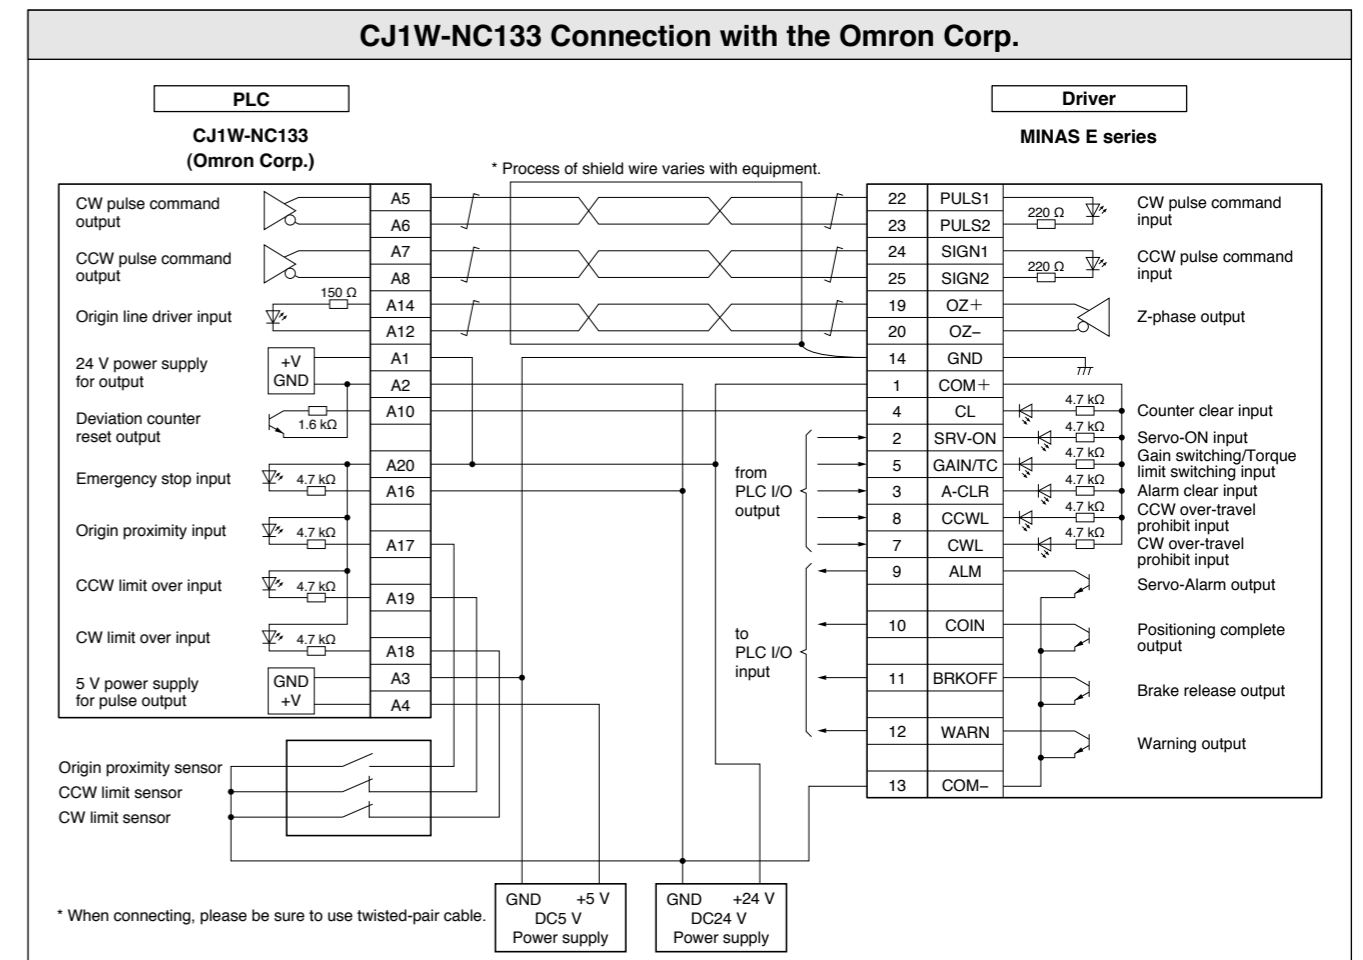 CJ1W-NC133 Connection with the Omron Corp.
PLC
CJ1W-NC133
(Omron Corp.)
Driver
MINAS E series
* Process of shield wire varies with equipment.
CW pulse command
output
A5
A6
CCW pulse command
output
A7
A8
150 Ω
Origin line driver input
A14
A12
24 V power supply
for output
+V
GND
A1
A2
Deviation counter
reset output
1.6 kΩ
A10
Emergency stop input
4.7 kΩ
A20
A16
Origin proximity input
4.7 kΩ
A17
CCW limit over input
4.7 kΩ
A19
CW limit over input
4.7 kΩ
A18
5 V power supply
for pulse output
GND
+V
A3
A4
Origin proximity sensor
CCW limit sensor
CW limit sensor
from
PLC I/O
output
to
PLC I/O
input
22 PULS1
23 PULS2
220 Ω
CW pulse command
input
24 SIGN1
25 SIGN2
220 Ω
CCW pulse command
input
19 OZ+
20 OZ−
Z-phase output
14 GND
1 COM+
4 CL 4.7 kΩ Counter clear input
2 SRV-ON 4.7 kΩ Servo-ON input
5 GAIN/TC 4.7 kΩ Gain switching/Torque
limit switching input
3 A-CLR 4.7 kΩ Alarm clear input
8 CCWL 4.7 kΩ CCW over-travel
prohibit input
7 CWL 4.7 kΩ CW over-travel
prohibit input
9 ALM Servo-Alarm output
10 COIN Positioning complete
output
11 BRKOFF Brake release output
12 WARN Warning output
13 COM−
GND +5 V
DC5 V
Power supply
GND +24 V
DC24 V
Power supply
* When connecting, please be sure to use twisted-pair cable.